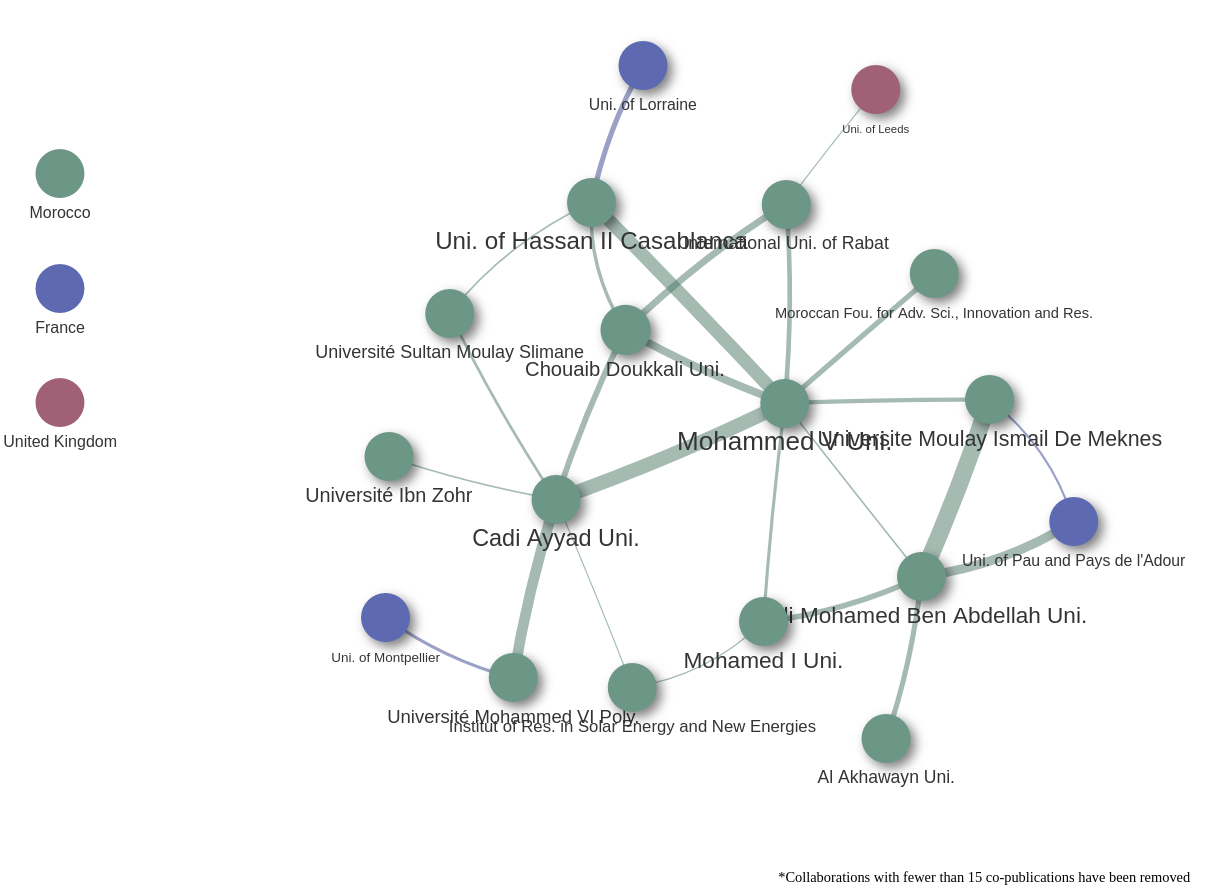 Uni. of Lorraine
Uni. of Leeds
Morocco
Uni. of Hassan II Casablanca
International Uni. of Rabat
Moroccan Fou. for Adv. Sci., Innovation and Res.
France
Université Sultan Moulay Slimane
Chouaib Doukkali Uni.
United Kingdom
Mohammed V Uni.
Universite Moulay Ismail De Meknes
Université Ibn Zohr
Cadi Ayyad Uni.
Uni. of Pau and Pays de l'Adour
Mohamed Ben Abdellah Uni.
Uni. of Montpellier
Mohamed I Uni.
Université Mohammed VI Poly.
Institut of Res. in Solar Energy and New Energies
Al Akhawayn Uni.
*Collaborations with fewer than 15 co-publications have been removed